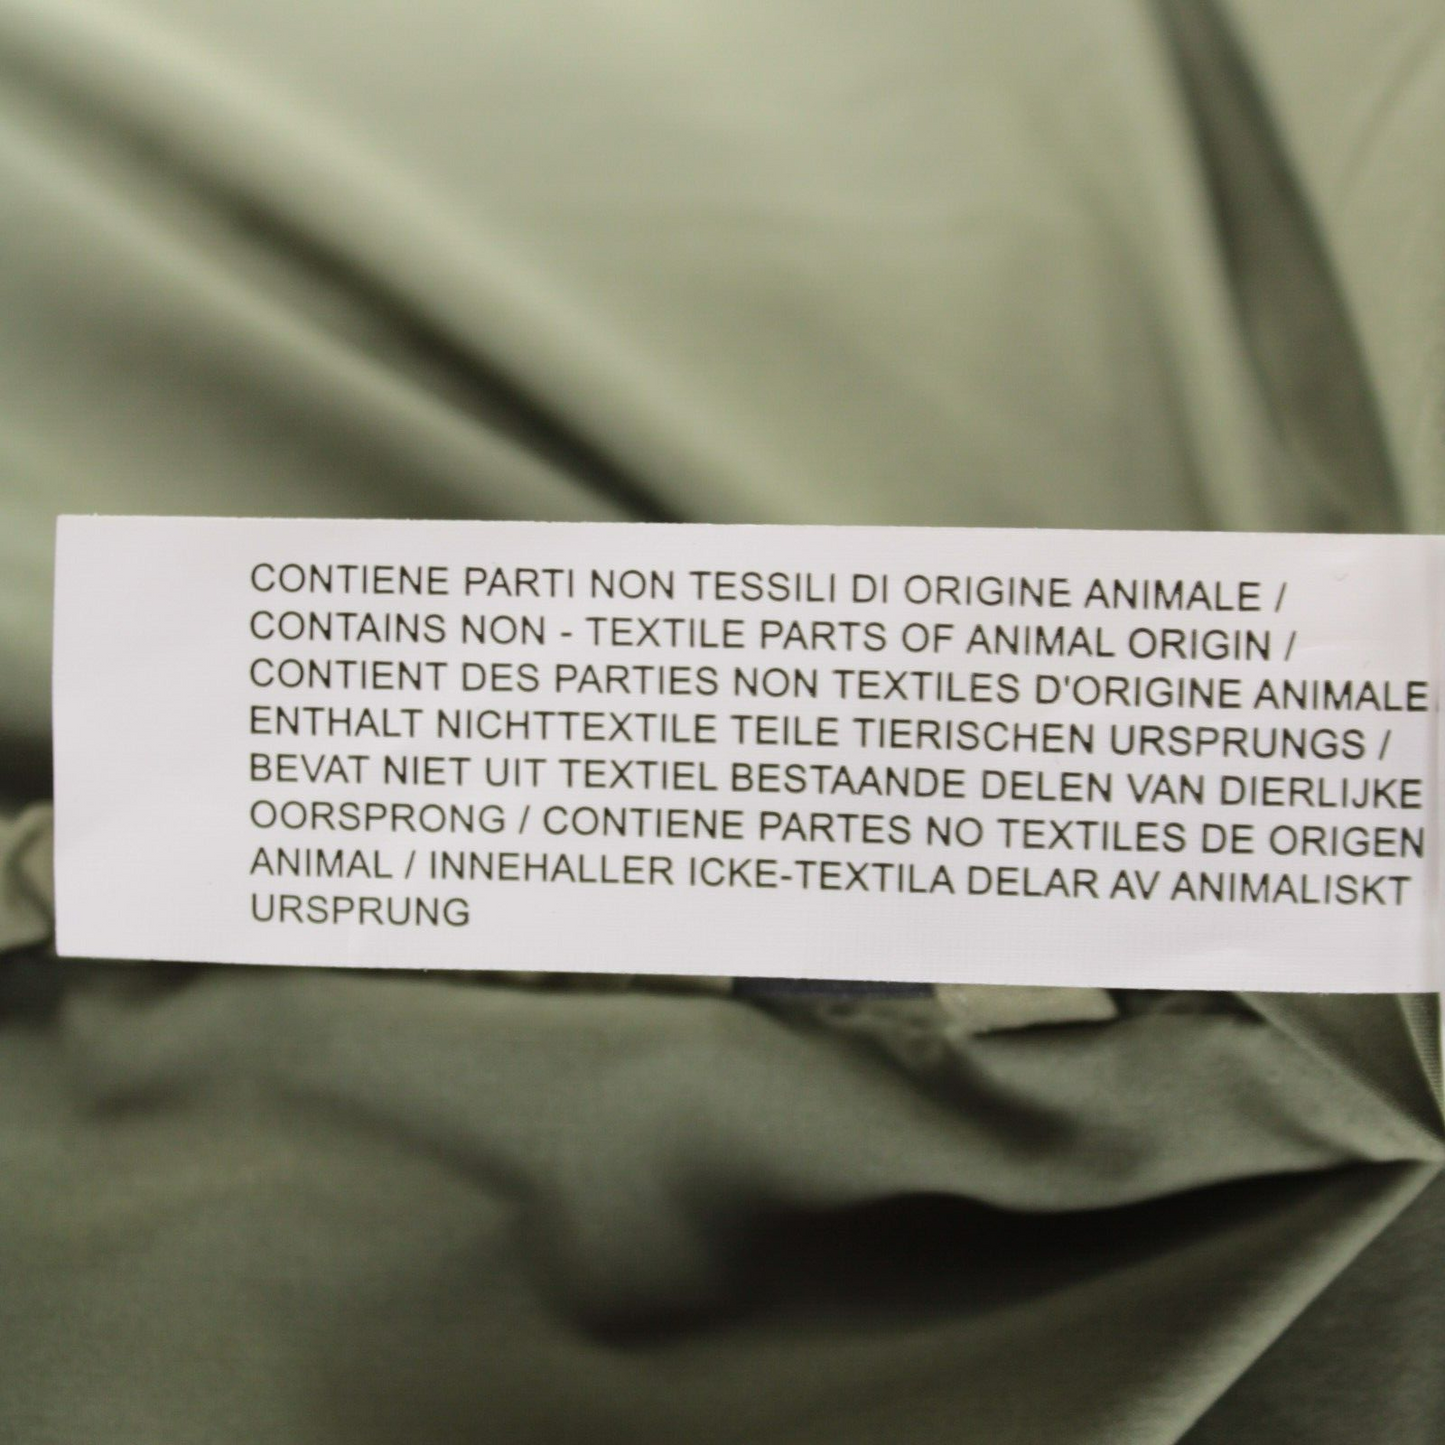 CONTIENE PARTI NON TESSILI DI ORIGINE ANIMALE /
CONTAINS NON - TEXTILE PARTS OF ANIMAL ORIGIN /
CONTIENT DES PARTIES NON TEXTILES D'ORIGINE ANIMALE
ENTHALT NICHTTEXTILE TEILE TIERISCHEN URSPRUNGS /
BEVAT NIET UIT TEXTIEL BESTAANDE DELEN VAN DIERLIJKE
OORSPRONG / CONTIENE PARTES NO TEXTILES DE ORIGEN
ANIMAL / INNEHALLER ICKE-TEXTILA DELAR AV ANIMALISKT
URSPRUNG